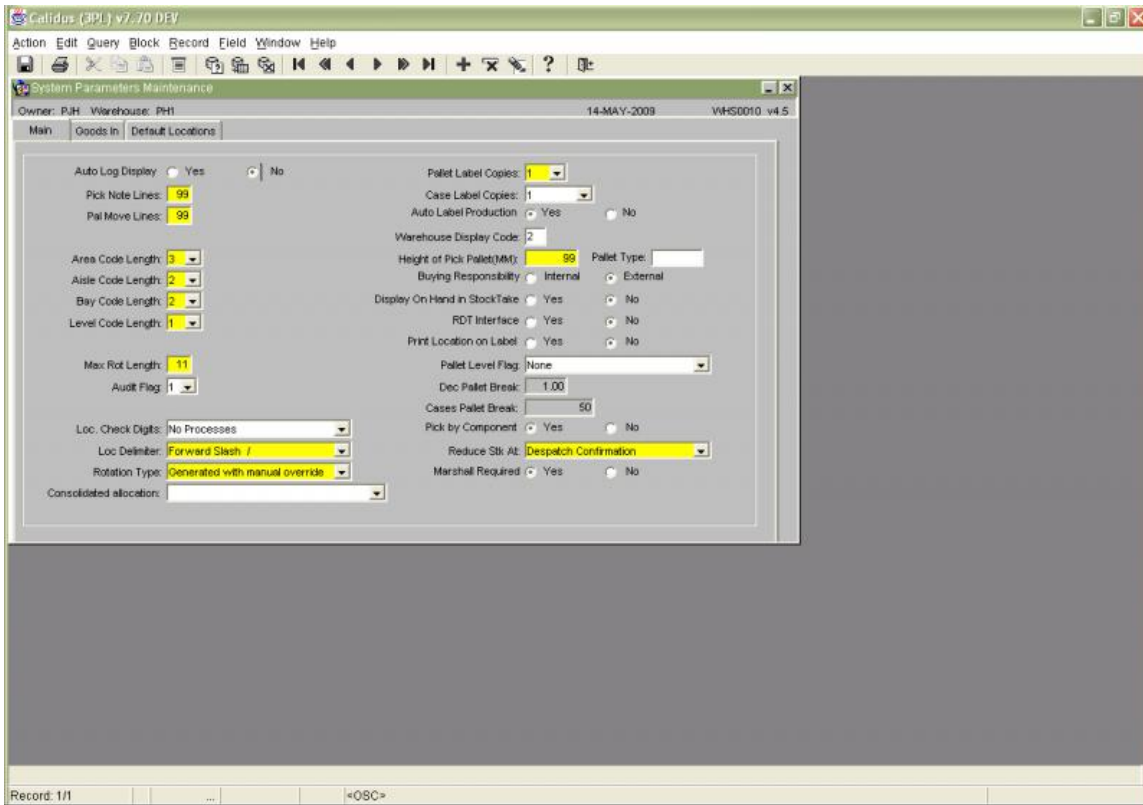 Calidus (3PL) v7.70 DEV
Action Edit Query Block Record Field Window Help
System Parameters Maintenance
Owner: PJH Warehouse: PH1 14-MAY-2009 WHS0010 v4.5
Main Goods In Default Locations
Auto Log Display Yes No
Pick Note Lines: 99
Pal Move Lines: 99
Area Code Length: 3
Aisle Code Length: 2
Bay Code Length: 2
Level Code Length: 1
Max Rot Length: 11
Audit Flag: 1
Loc. Check Digits: No Processes
Loc Delimiter: Forward Slash /
Rotation Type: Generated with manual override
Consolidated allocation:
Pallet Label Copies: 1
Case Label Copies: 1
Auto Label Production Yes No
Warehouse Display Code: 2
Height of Pick Pallet(MM): 99 Pallet Type:
Buying Responsibility Internal External
Display On Hand in StockTake Yes No
RDT Interface Yes No
Print Location on Label Yes No
Pallet Level Flag: None
Dec Pallet Break: 1.00
Cases Pallet Break: 50
Pick by Component Yes No
Reduce Stk At: Despatch Confirmation
Marshall Required Yes No
Record: 1/1 ... <OSC>